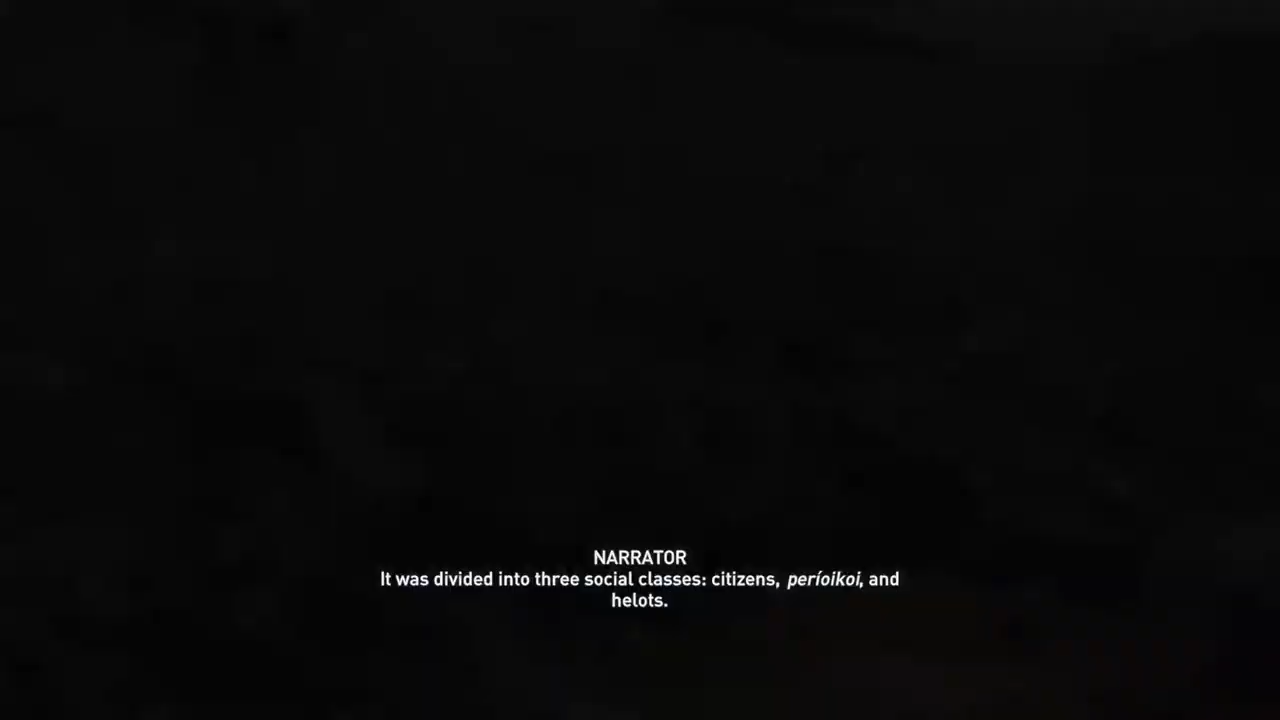 NARRATOR
It was divided into three social classes: citizens, períoikoi, and
helots.